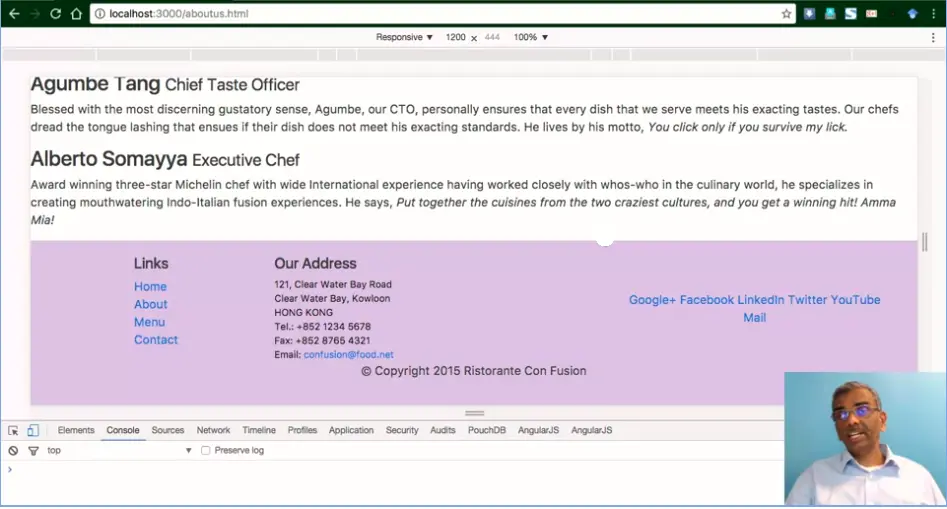 localhost:3000/aboutus.html
Responsive ▼ 1200 x 444 100% ▼
Agumbe Tang Chief Taste Officer
Blessed with the most discerning gustatory sense, Agumbe, our CTO, personally ensures that every dish that we serve meets his exacting tastes. Our chefs
dread the tongue lashing that ensues if their dish does not meet his exacting standards. He lives by his motto, You click only if you survive my lick.
Alberto Somayya Executive Chef
Award winning three-star Michelin chef with wide International experience having worked closely with whos-who in the culinary world, he specializes in
creating mouthwatering Indo-Italian fusion experiences. He says, Put together the cuisines from the two craziest cultures, and you get a winning hit! Amma
Mia!
Links
Home
About
Menu
Contact
Our Address
121, Clear Water Bay Road
Clear Water Bay, Kowloon
HONG KONG
Tel.: +852 1234 5678
Fax: +852 8765 4321
Email: confusion@food.net
Google+ Facebook LinkedIn Twitter YouTube
Mail
© Copyright 2015 Ristorante Con Fusion
Elements Console Sources Network Timeline Profiles Application Security Audits PouchDB AngularJS AngularJS
top ▼ Preserve log